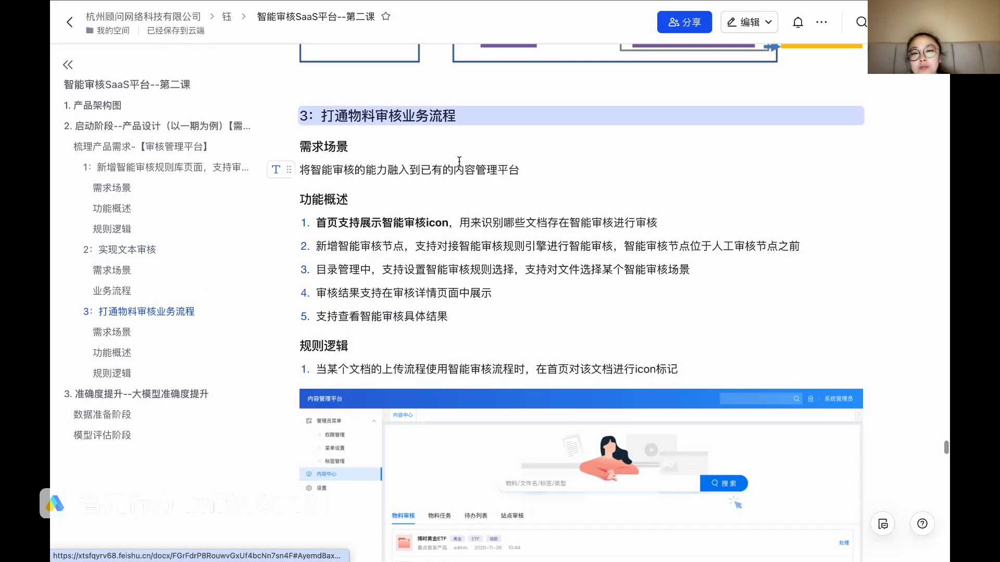 杭州顾问网络科技有限公司 > 钰 > 智能审核SaaS平台--第二课
我的空间 已经保存到云端
分享
编辑
智能审核SaaS平台--第二课
1. 产品架构图
2. 启动阶段--产品设计（以一期为例）【需...
梳理产品需求-【审核管理平台】
1：新增智能审核规则库页面，支持审...
需求场景
功能概述
规则逻辑
2：实现文本审核
需求场景
业务流程
3：打通物料审核业务流程
需求场景
功能概述
规则逻辑
3. 准确度提升--大模型准确度提升
数据准备阶段
模型评估阶段
3：打通物料审核业务流程
需求场景
T
将智能审核的能力融入到已有的内容管理平台
功能概述
1. 首页支持展示智能审核icon，用来识别哪些文档存在智能审核进行审核
2. 新增智能审核节点，支持对接智能审核规则引擎进行智能审核，智能审核节点位于人工审核节点之前
3. 目录管理中，支持设置智能审核规则选择，支持对文件选择某个智能审核场景
4. 审核结果支持在审核详情页面中展示
5. 支持查看智能审核具体结果
规则逻辑
1. 当某个文档的上传流程使用智能审核流程时，在首页对该文档进行icon标记
内容管理平台
系统管理员
管理员菜单
权限管理
菜单设置
标签管理
内容中心
设置
内容中心
物料/文件名/标签/类型
搜索
物料审核 物料任务 待办列表 站点审核
博时黄金ETF 黄金 ETF 指数
重点首发产品 admin 2020-11-26 10:44
处理
https://xtsfqyrv68.feishu.cn/docx/FGrFdrP8RouwvGxUf4bcNn7sn4F#Ayemd8ax...